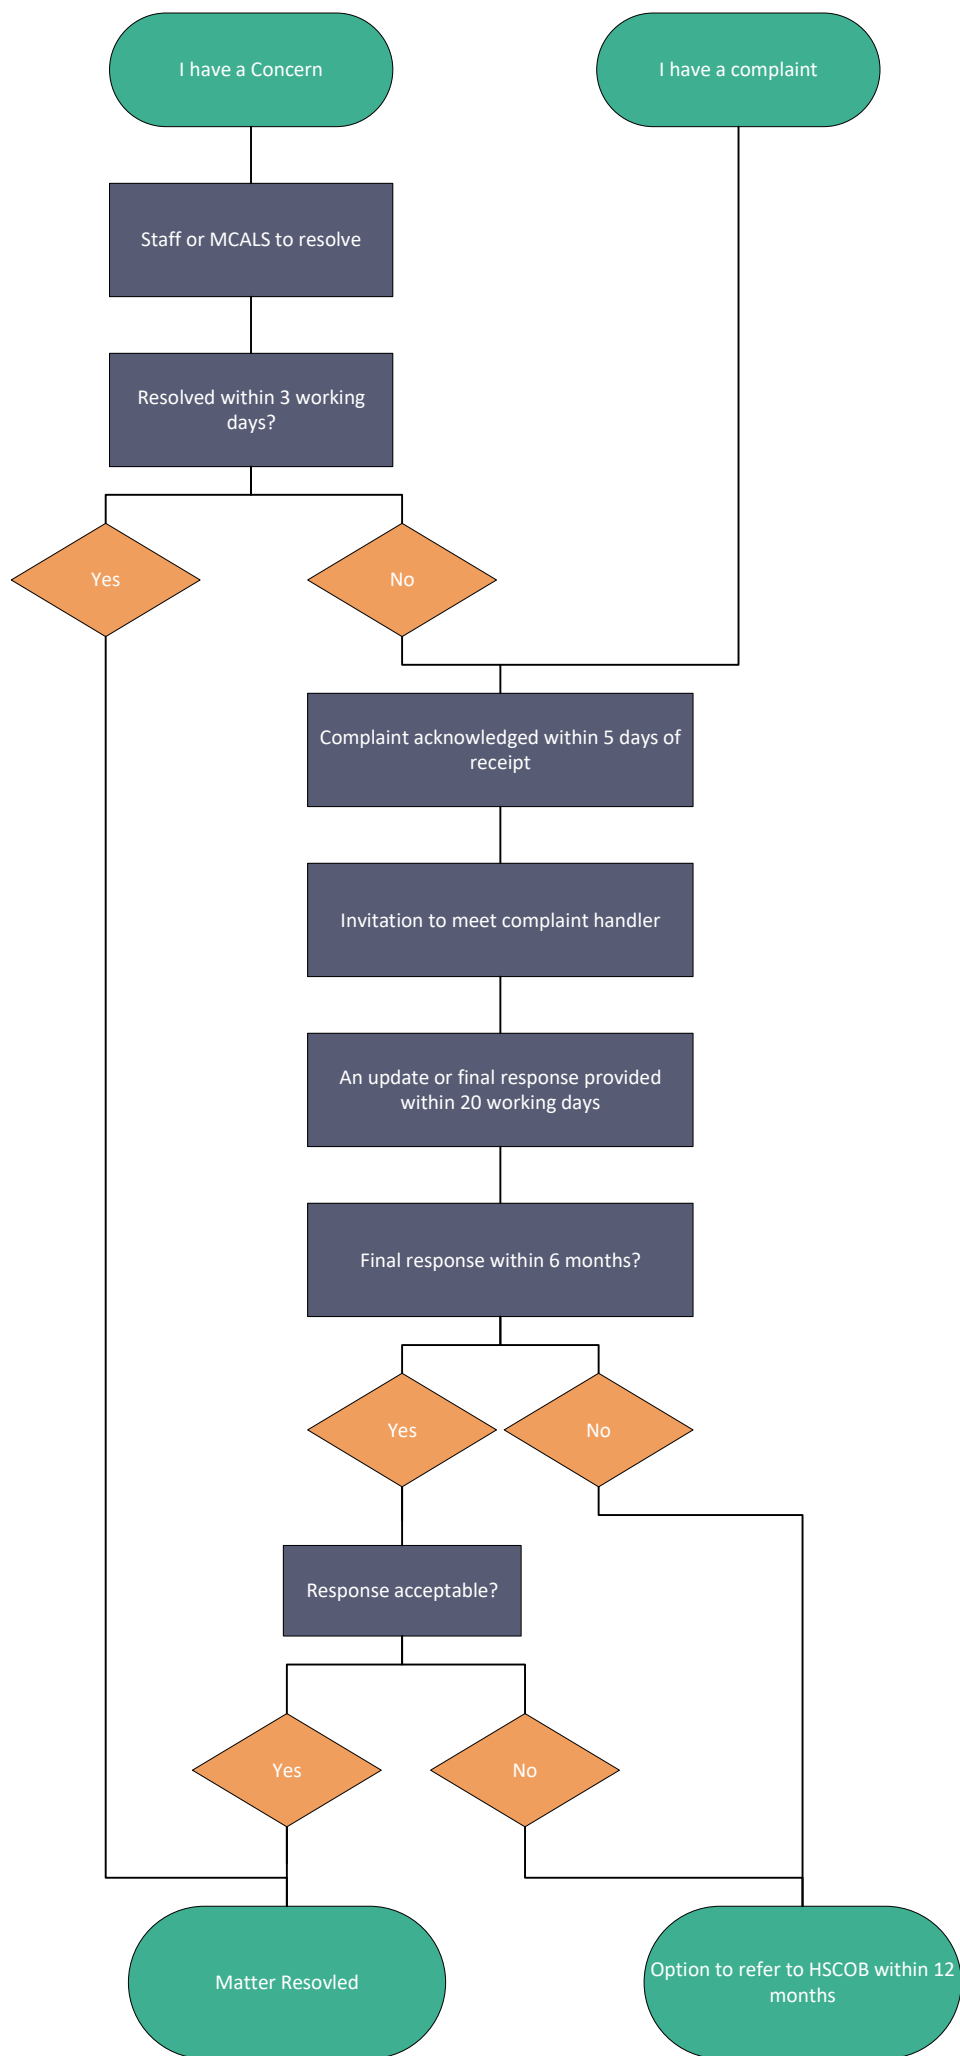 I have a Concern
I have a complaint
Staff or MCALS to resolve
Resolved within 3 working
days?
Yes
No
Complaint acknowledged within 5 days of
receipt
Invitation to meet complaint handler
An update or final response provided
within 20 working days
Final response within 6 months?
Yes
No
Response acceptable?
Yes
No
Matter Resovled
Option to refer to HSCOB within 12
months